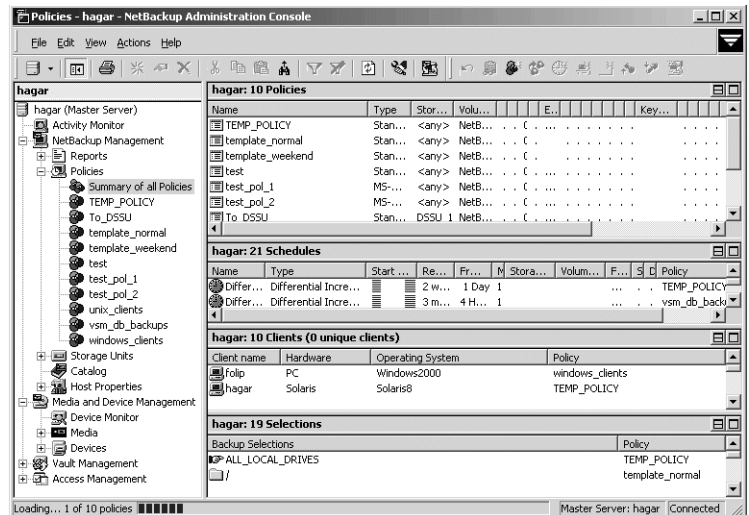 Policies - hagar - NetBackup Administration Console
File Edit View Actions Help
hagar
hagar (Master Server)
Activity Monitor
NetBackup Management
Reports
Policies
Summary of all Policies
TEMP_POLICY
To_DSSU
template_normal
template_weekend
test
test_pol_1
test_pol_2
unix_clients
vsm_db_backups
windows_clients
Storage Units
Catalog
Host Properties
Media and Device Management
Device Monitor
Media
Devices
Vault Management
Access Management
hagar: 10 Policies
Name Type Stor... Volu... E.. Key...
TEMP_POLICY Stan... <any> NetB...
template_normal Stan... <any> NetB...
template_weekend Stan... <any> NetB...
test Stan... <any> NetB...
test_pol_1 MS-... <any> NetB...
test_pol_2 MS-... <any> NetB...
To_DSSU Stan... DSSU_1 NetB...
hagar: 21 Schedules
Name Type Start ... Re... Fr... M Stora... Volum... F... S D Policy
Differ... Differential Incre... 2 w... 1 Day 1 ... . . TEMP_POLICY
Differ... Differential Incre... 3 m... 4 H... 1 ... . . vsm_db_back
hagar: 10 Clients (0 unique clients)
Client name Hardware Operating System Policy
folip PC Windows2000 windows_clients
hagar Solaris Solaris8 TEMP_POLICY
hagar: 19 Selections
Backup Selections Policy
ALL_LOCAL_DRIVES TEMP_POLICY
/ template_normal
Loading... 1 of 10 policies Master Server: hagar Connected